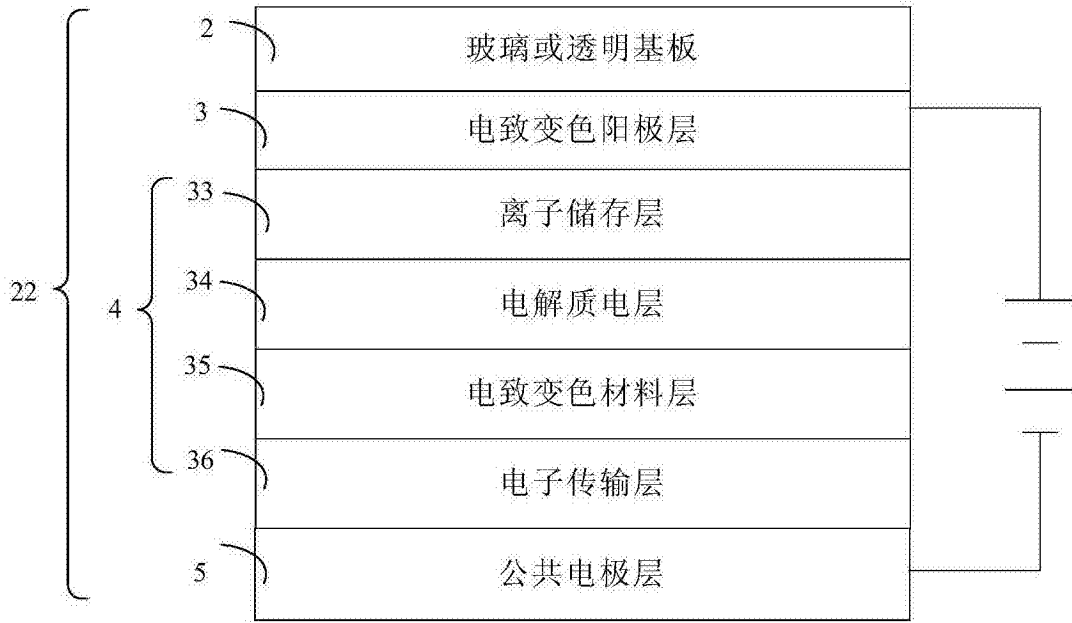 2 玻璃或透明基板
3 电致变色阳极层
33 离子储存层
34 电解质电层
35 电致变色材料层
36 电子传输层
5 公共电极层
22
4